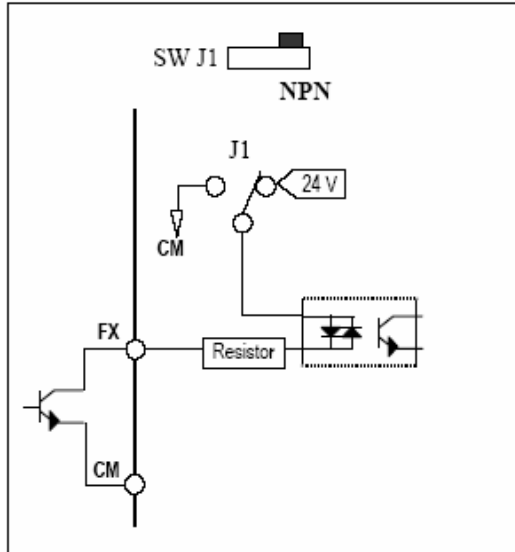 SW J1
NPN
J1
24 V
CM
FX
Resistor
CM